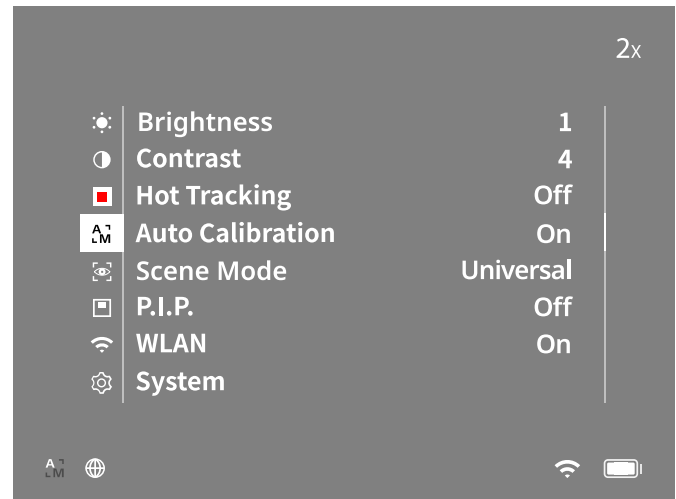 2x
Brightness 1
Contrast 4
Hot Tracking Off
A M Auto Calibration On
Scene Mode Universal
P.I.P. Off
WLAN On
System
A M